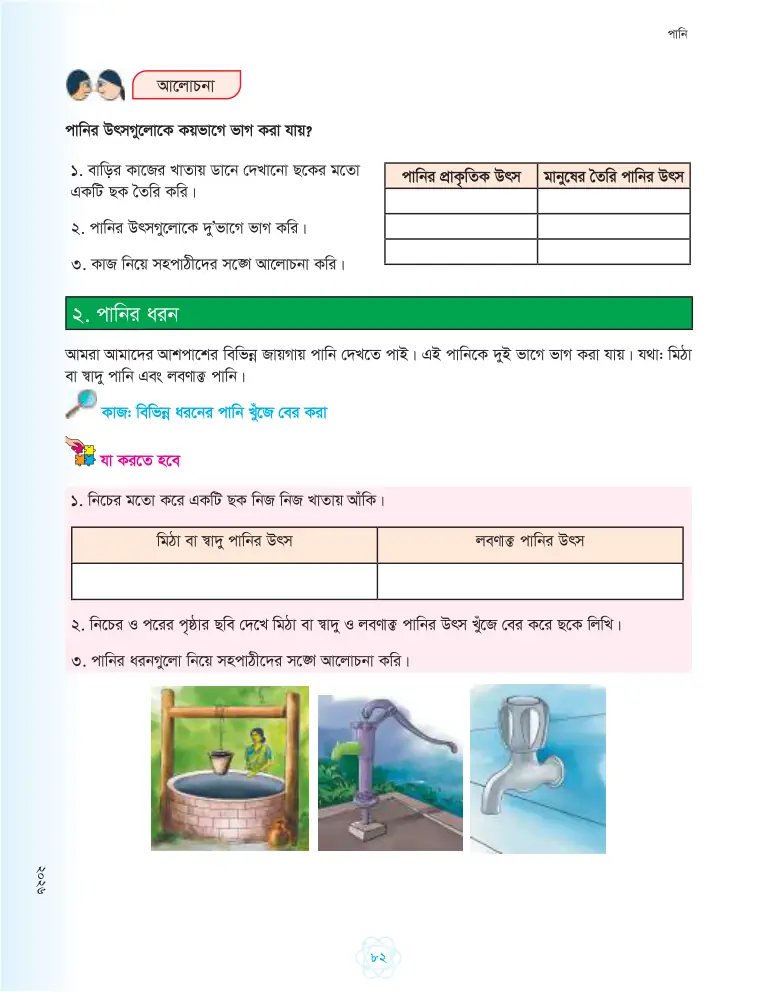 পানি
আলোচনা
পানির উৎসগুলোকে কয়ভাগে ভাগ করা যায়?
১. বাড়ির কাজের খাতায় ডানে দেখানো ছকের মতো
একটি ছক তৈরি করি।
২. পানির উৎসগুলোকে দু’ভাগে ভাগ করি।
৩. কাজ নিয়ে সহপাঠীদের সঙ্গে আলোচনা করি।
পানির প্রাকৃতিক উৎস মানুষের তৈরি পানির উৎস
২. পানির ধরন
আমরা আমাদের আশপাশের বিভিন্ন জায়গায় পানি দেখতে পাই। এই পানিকে দুই ভাগে ভাগ করা যায়। যথা: মিঠা
বা স্বাদু পানি এবং লবণাক্ত পানি।
কাজ: বিভিন্ন ধরনের পানি খুঁজে বের করা
যা করতে হবে
১. নিচের মতো করে একটি ছক নিজ নিজ খাতায় আঁকি।
মিঠা বা স্বাদু পানির উৎস লবণাক্ত পানির উৎস
২. নিচের ও পরের পৃষ্ঠার ছবি দেখে মিঠা বা স্বাদু ও লবণাক্ত পানির উৎস খুঁজে বের করে ছকে লিখি।
৩. পানির ধরনগুলো নিয়ে সহপাঠীদের সঙ্গে আলোচনা করি।
২০২৫
৮২